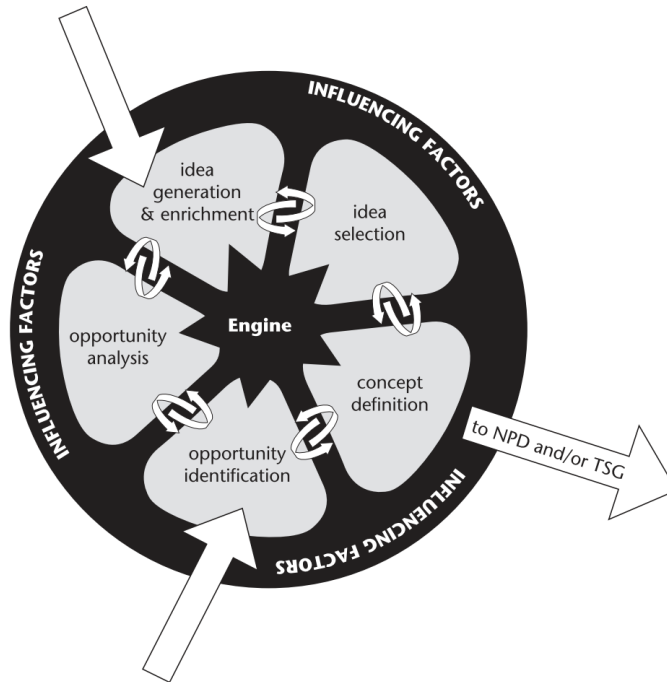 INFLUENCING FACTORS
idea
generation
& enrichment
idea
selection
INFLUENCING FACTORS
Engine
opportunity
analysis
concept
definition
to NPD and/or TSG
opportunity
identification
INFLUENCING FACTORS